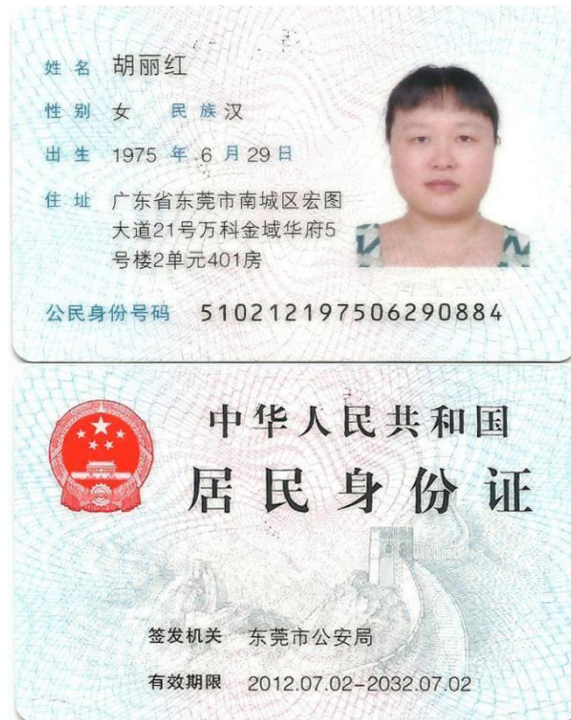 姓名 胡丽红
性别 女 民族 汉
出生 1975 年 6 月 29 日
住址 广东省东莞市南城区宏图
大道21号万科金域华府5
号楼2单元401房
公民身份号码 510212197506290884
中华人民共和国
居民身份证
签发机关 东莞市公安局
有效期限 2012.07.02-2032.07.02